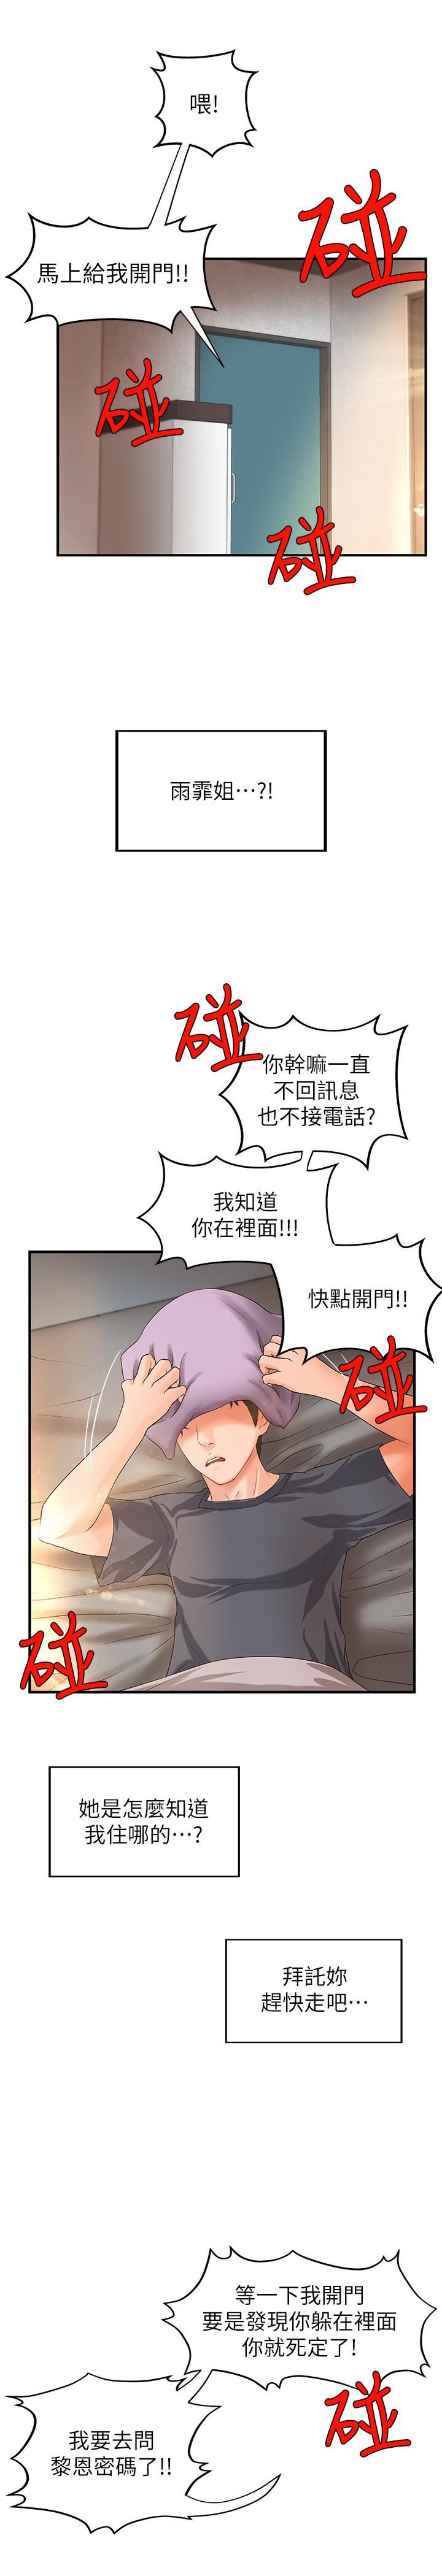 喂!
馬上給我開門!!
碰
碰
碰
雨霏姐⋯?!
碰
你幹嘛一直
不回訊息
也不接電話?
我知道
你在裡面!!!
快點開門!!
碰
碰
她是怎麼知道
我住哪的⋯?
拜託妳
趕快走吧⋯
等一下我開門
要是發現你躲在裡面
你就死定了!
碰
我要去問
黎恩密碼了!!